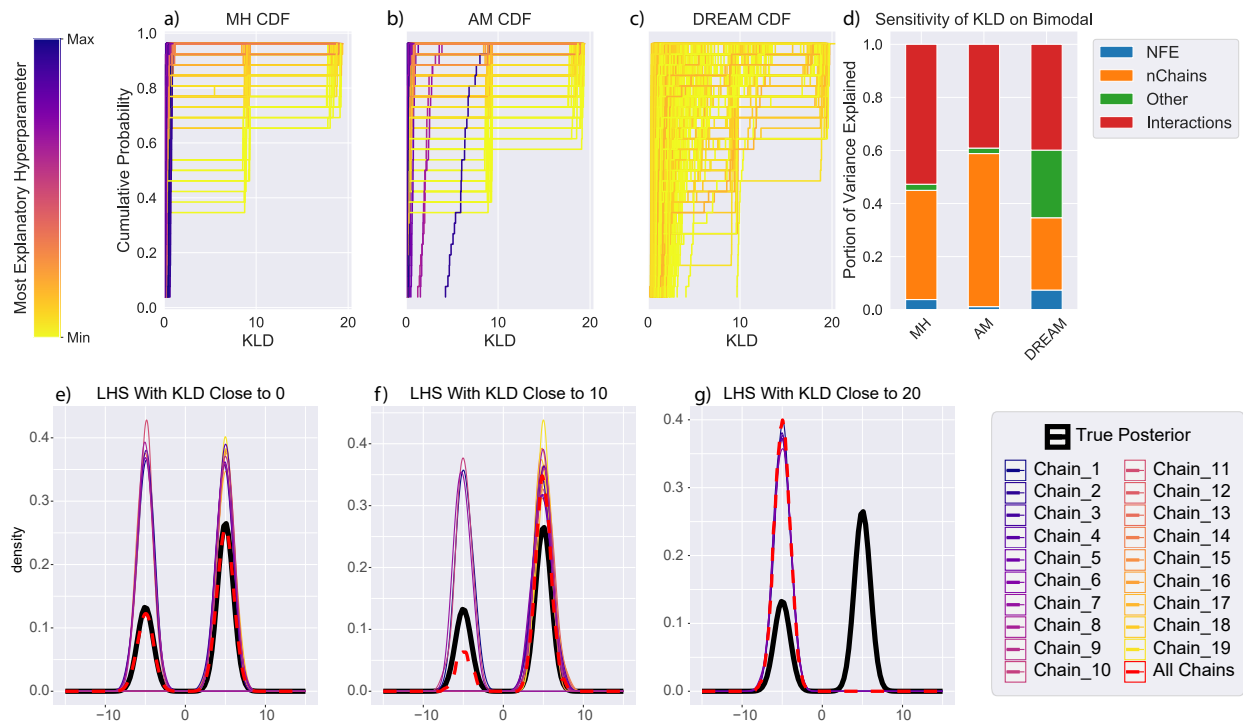 Max
Min
Most Explanatory Hyperparameter
a) MH CDF
Cumulative Probability
1.0
0.8
0.6
0.4
0.2
0.0
0 10 20
KLD
b) AM CDF
0 10 20
KLD
c) DREAM CDF
0 10 20
KLD
d) Sensitivity of KLD on Bimodal
Portion of Variance Explained
1.0
0.8
0.6
0.4
0.2
0.0
MH AM DREAM
NFE
nChains
Other
Interactions
e) LHS With KLD Close to 0
density
0.4
0.3
0.2
0.1
0.0
−10 0 10
f) LHS With KLD Close to 10
0.4
0.3
0.2
0.1
0.0
−10 0 10
g) LHS With KLD Close to 20
0.4
0.3
0.2
0.1
0.0
−10 0 10
True Posterior
Chain_1
Chain_2
Chain_3
Chain_4
Chain_5
Chain_6
Chain_7
Chain_8
Chain_9
Chain_10
Chain_11
Chain_12
Chain_13
Chain_14
Chain_15
Chain_16
Chain_17
Chain_18
Chain_19
All Chains